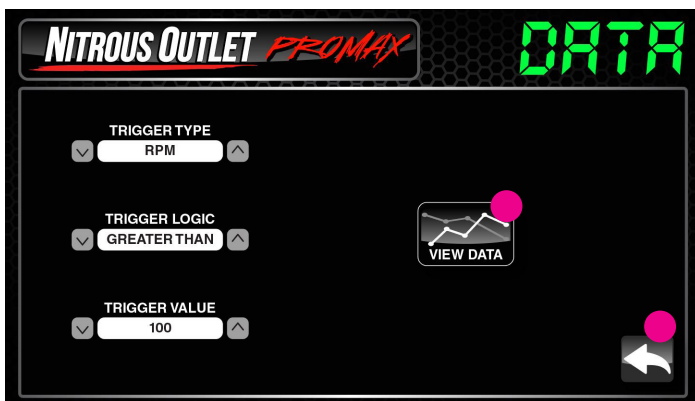 NITROUS OUTLET PROMAX
DATA
TRIGGER TYPE
RPM
TRIGGER LOGIC
GREATER THAN
VIEW DATA
TRIGGER VALUE
100